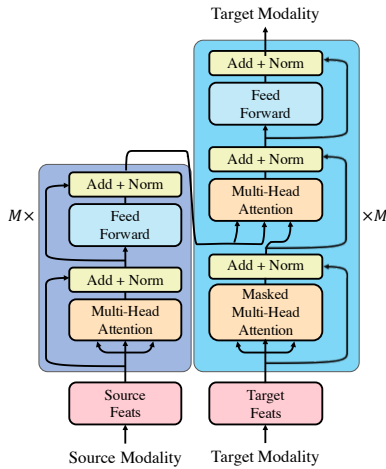 Target Modality
Add + Norm
Feed
Forward
Add + Norm
Multi-Head
Attention
Add + Norm
Masked
Multi-Head
Attention
Target
Feats
Target Modality
×M
M×
Add + Norm
Feed
Forward
Add + Norm
Multi-Head
Attention
Source
Feats
Source Modality